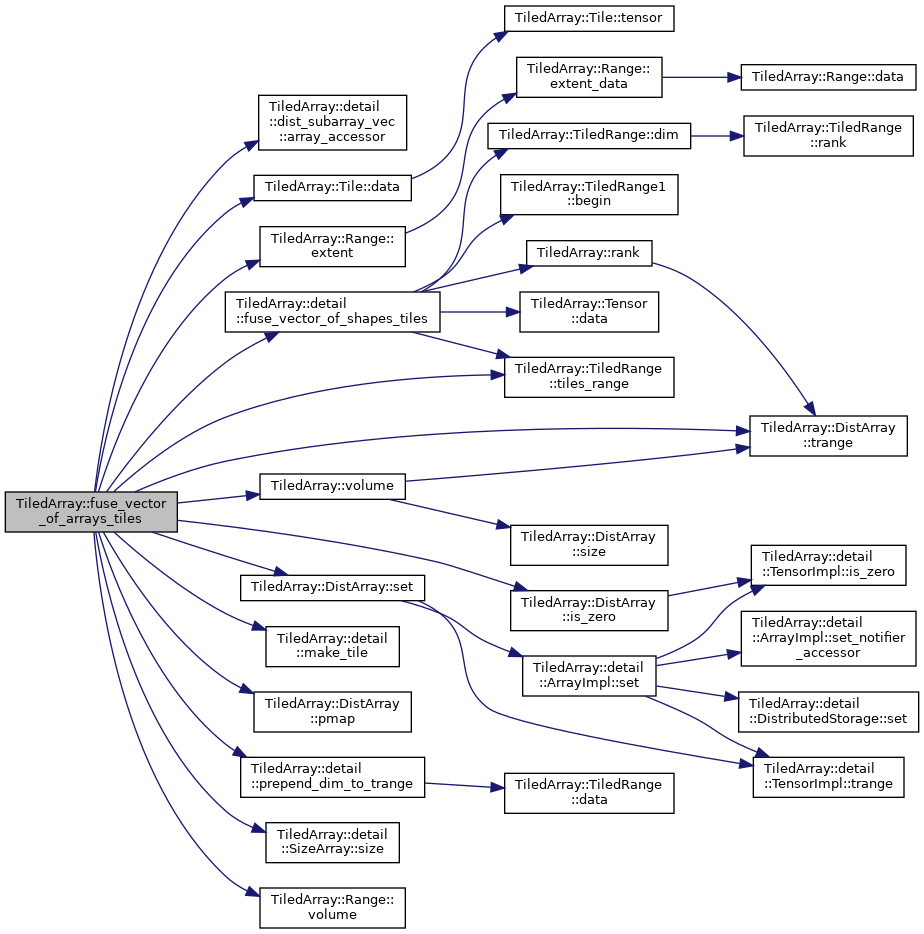 TiledArray::Tile::tensor
TiledArray::Range::
extent_data
TiledArray::Range::data
TiledArray::detail
::dist_subarray_vec
::array_accessor
TiledArray::TiledRange::dim
TiledArray::TiledRange
::rank
TiledArray::Tile::data
TiledArray::TiledRange1
::begin
TiledArray::Range::
extent
TiledArray::rank
TiledArray::detail
::fuse_vector_of_shapes_tiles
TiledArray::Tensor
::data
TiledArray::TiledRange
::tiles_range
TiledArray::DistArray
::trange
TiledArray::volume
TiledArray::fuse_vector
_of_arrays_tiles
TiledArray::DistArray
::size
TiledArray::DistArray::set
TiledArray::detail
::TensorImpl::is_zero
TiledArray::DistArray
::is_zero
TiledArray::detail
::make_tile
TiledArray::detail
::ArrayImpl::set_notifier
_accessor
TiledArray::detail
::ArrayImpl::set
TiledArray::DistArray
::pmap
TiledArray::detail
::DistributedStorage::set
TiledArray::detail
::prepend_dim_to_trange
TiledArray::detail
::TensorImpl::trange
TiledArray::TiledRange
::data
TiledArray::detail
::SizeArray::size
TiledArray::Range::
volume